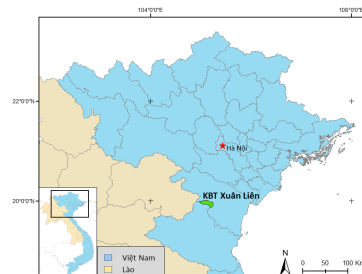 104°0'0"E
22°0'0"N
Hà Nội
KBT Xuân Liên
20°0'0"N
Việt Nam
Lào
N
0 50 100 Km